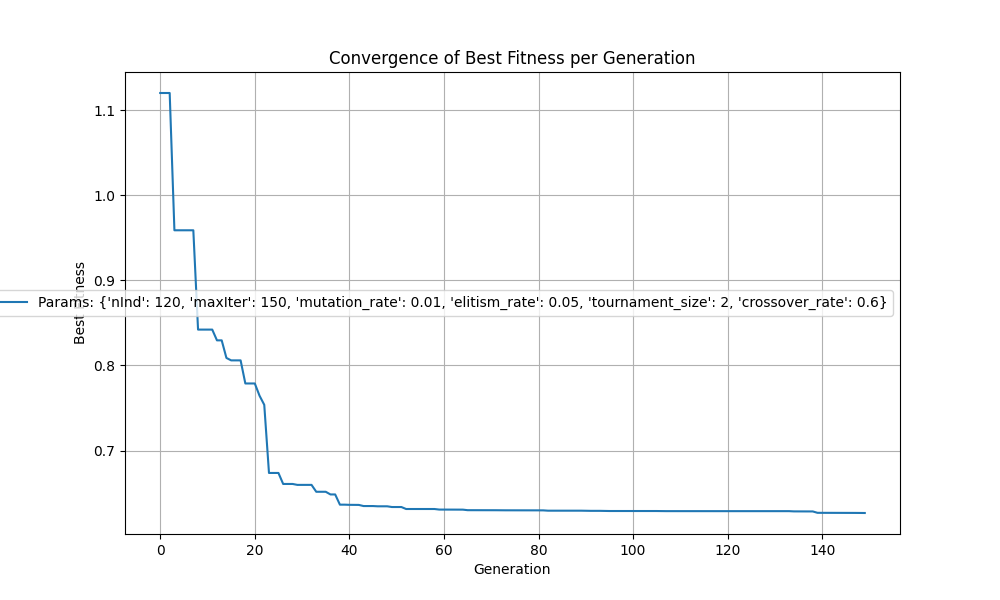 Convergence of Best Fitness per Generation
1.1
1.0
0.9
0.8
0.7
Best Fitness
Params: {'nInd': 120, 'maxIter': 150, 'mutation_rate': 0.01, 'elitism_rate': 0.05, 'tournament_size': 2, 'crossover_rate': 0.6}
0 20 40 60 80 100 120 140
Generation